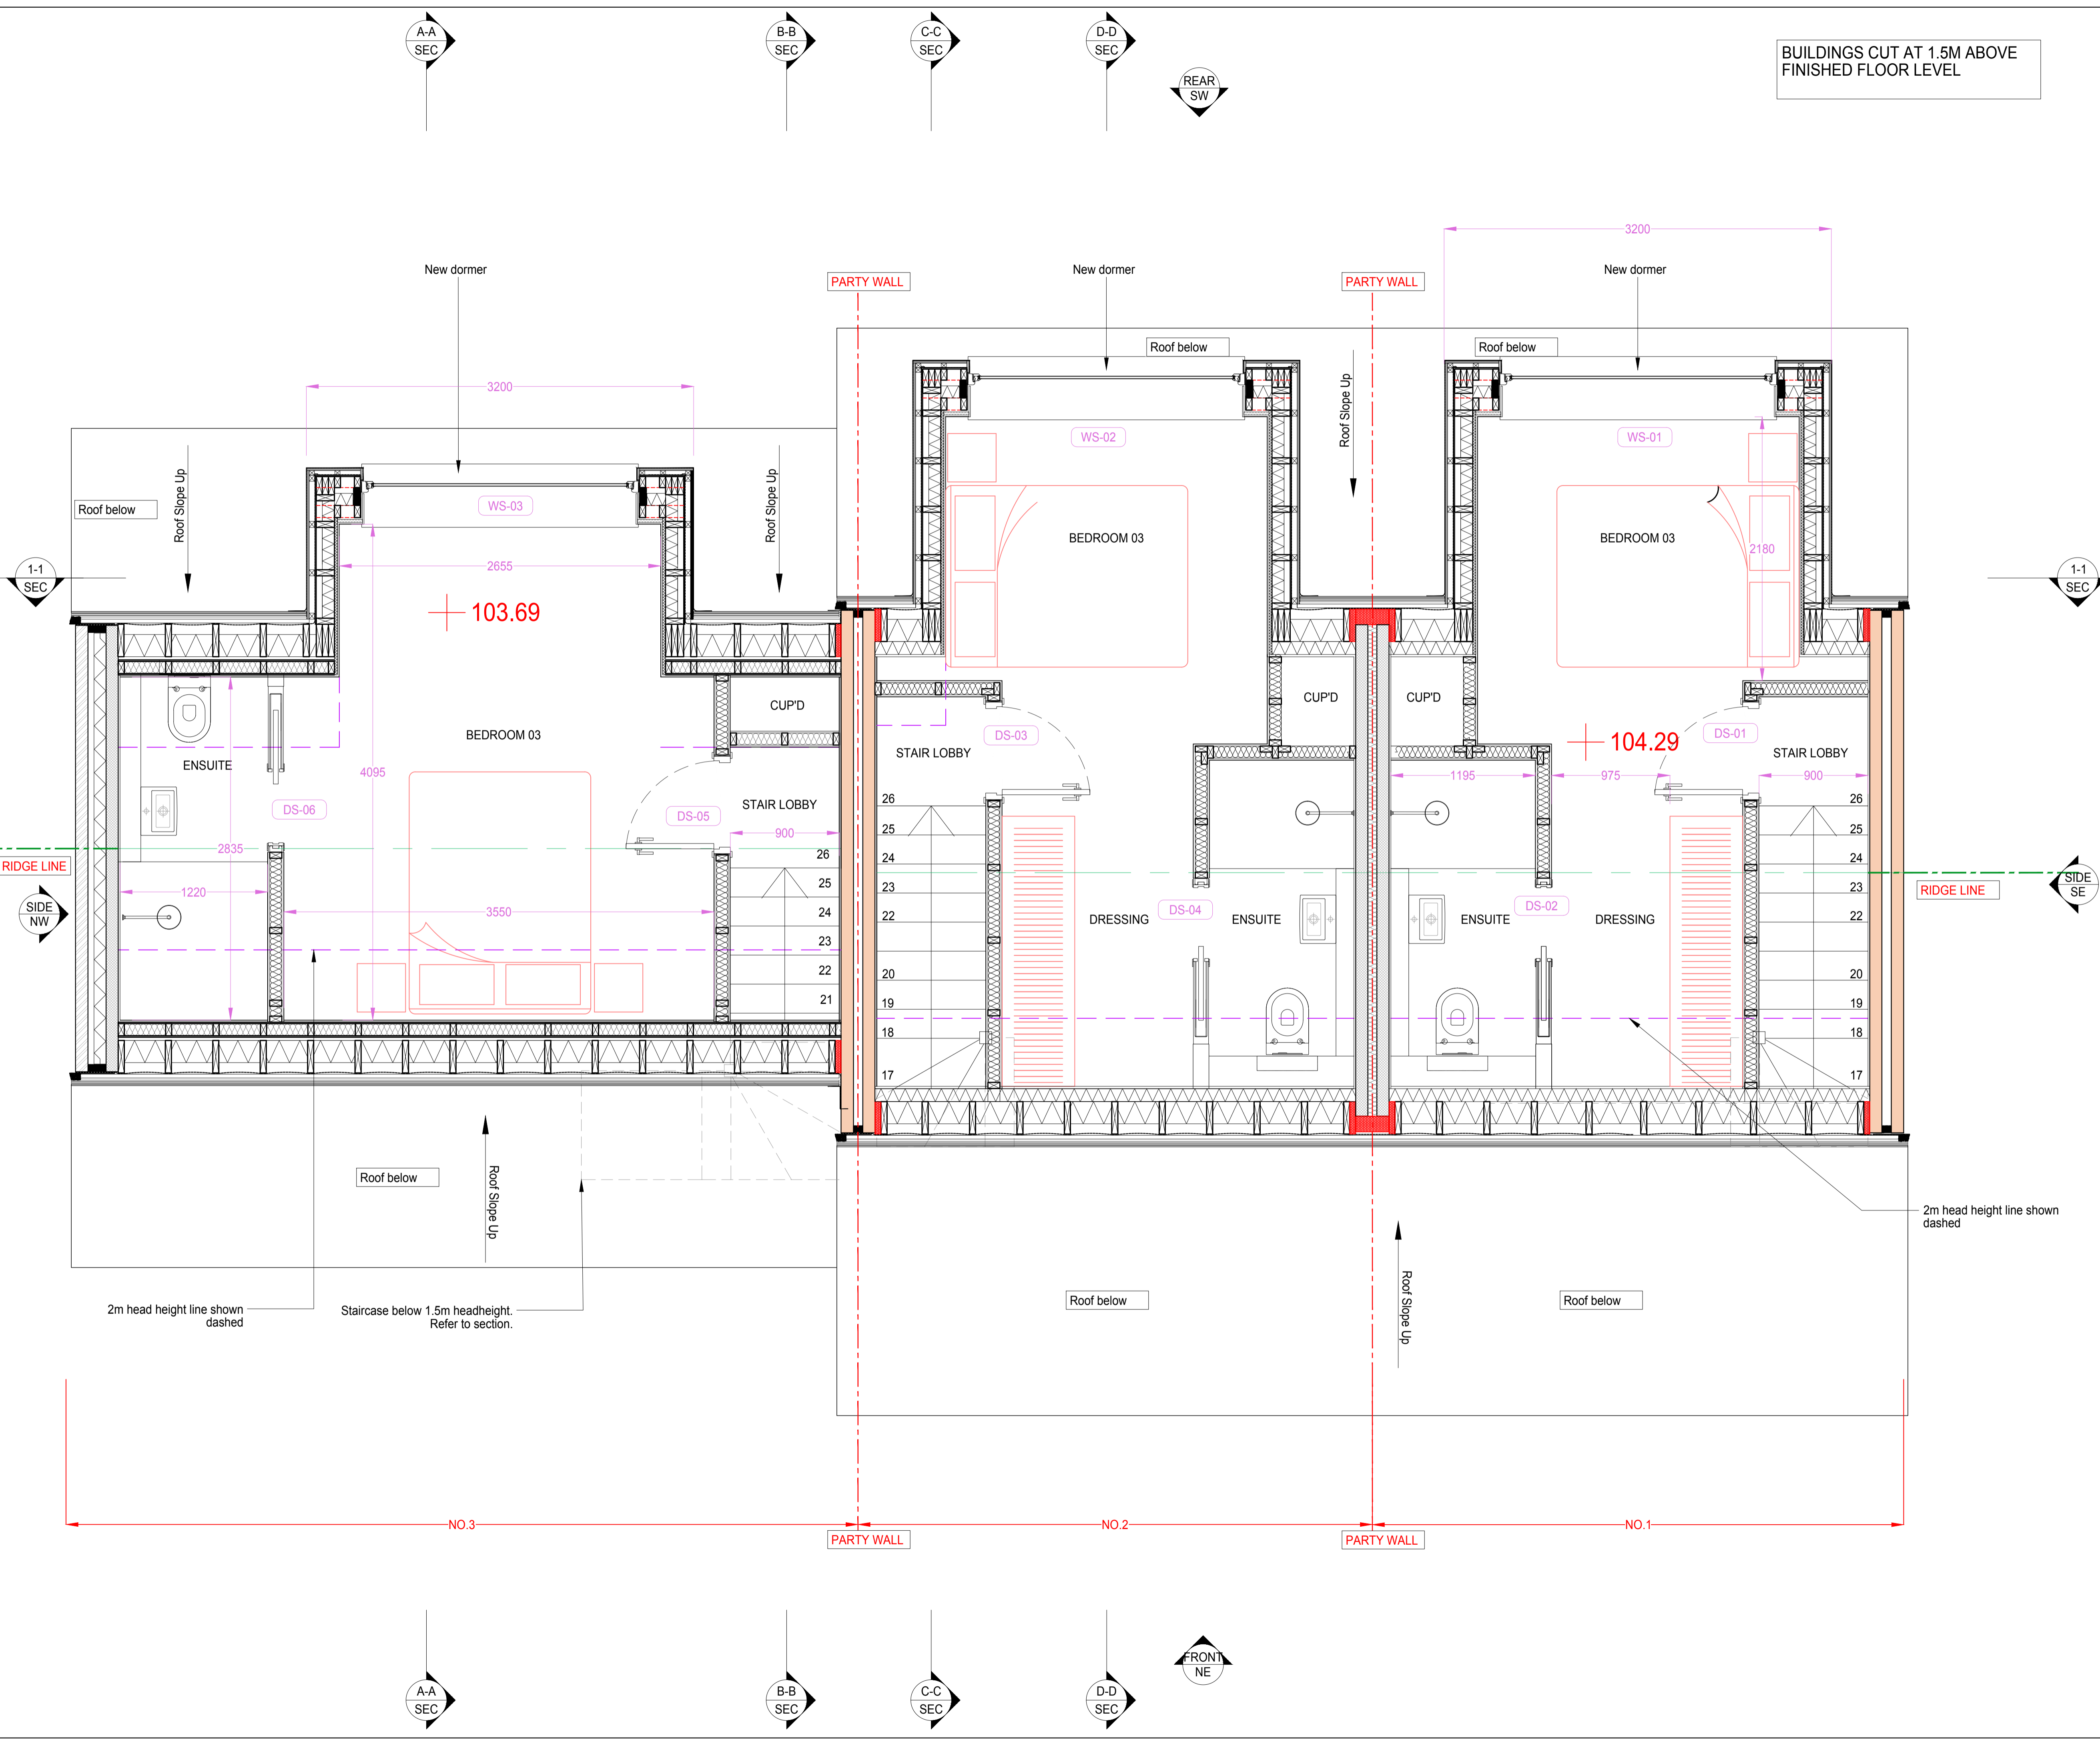 A-A
SEC
B-B
SEC
C-C
SEC
D-D
SEC
REAR
SW
BUILDINGS CUT AT 1.5M ABOVE
FINISHED FLOOR LEVEL
3200
New dormer
PARTY WALL
New dormer
PARTY WALL
New dormer
Roof below
Roof below
3200
Roof Slope Up
WS-02
WS-01
Roof below
Roof Slope Up
WS-03
Roof Slope Up
BEDROOM 03
BEDROOM 03
2180
1-1
SEC
2655
1-1
SEC
103.69
CUP'D
CUP'D
CUP'D
BEDROOM 03
DS-03
DS-01
104.29
STAIR LOBBY
STAIR LOBBY
ENSUITE
4095
1195
975
900
DS-06
STAIR LOBBY
DS-05
900
26
25
24
23
22
20
19
18
17
26
25
24
23
22
20
19
18
17
2835
26
25
24
23
22
21
RIDGE LINE
SIDE
NW
1220
3550
DRESSING
DS-04
ENSUITE
ENSUITE
DS-02
DRESSING
RIDGE LINE
SIDE
SE
Roof below
Roof Slope Up
2m head height line shown
dashed
2m head height line shown
dashed
Staircase below 1.5m headheight.
Refer to section.
Roof below
Roof Slope Up
Roof below
NO.3
NO.2
NO.1
PARTY WALL
PARTY WALL
FRONT
NE
A-A
SEC
B-B
SEC
C-C
SEC
D-D
SEC